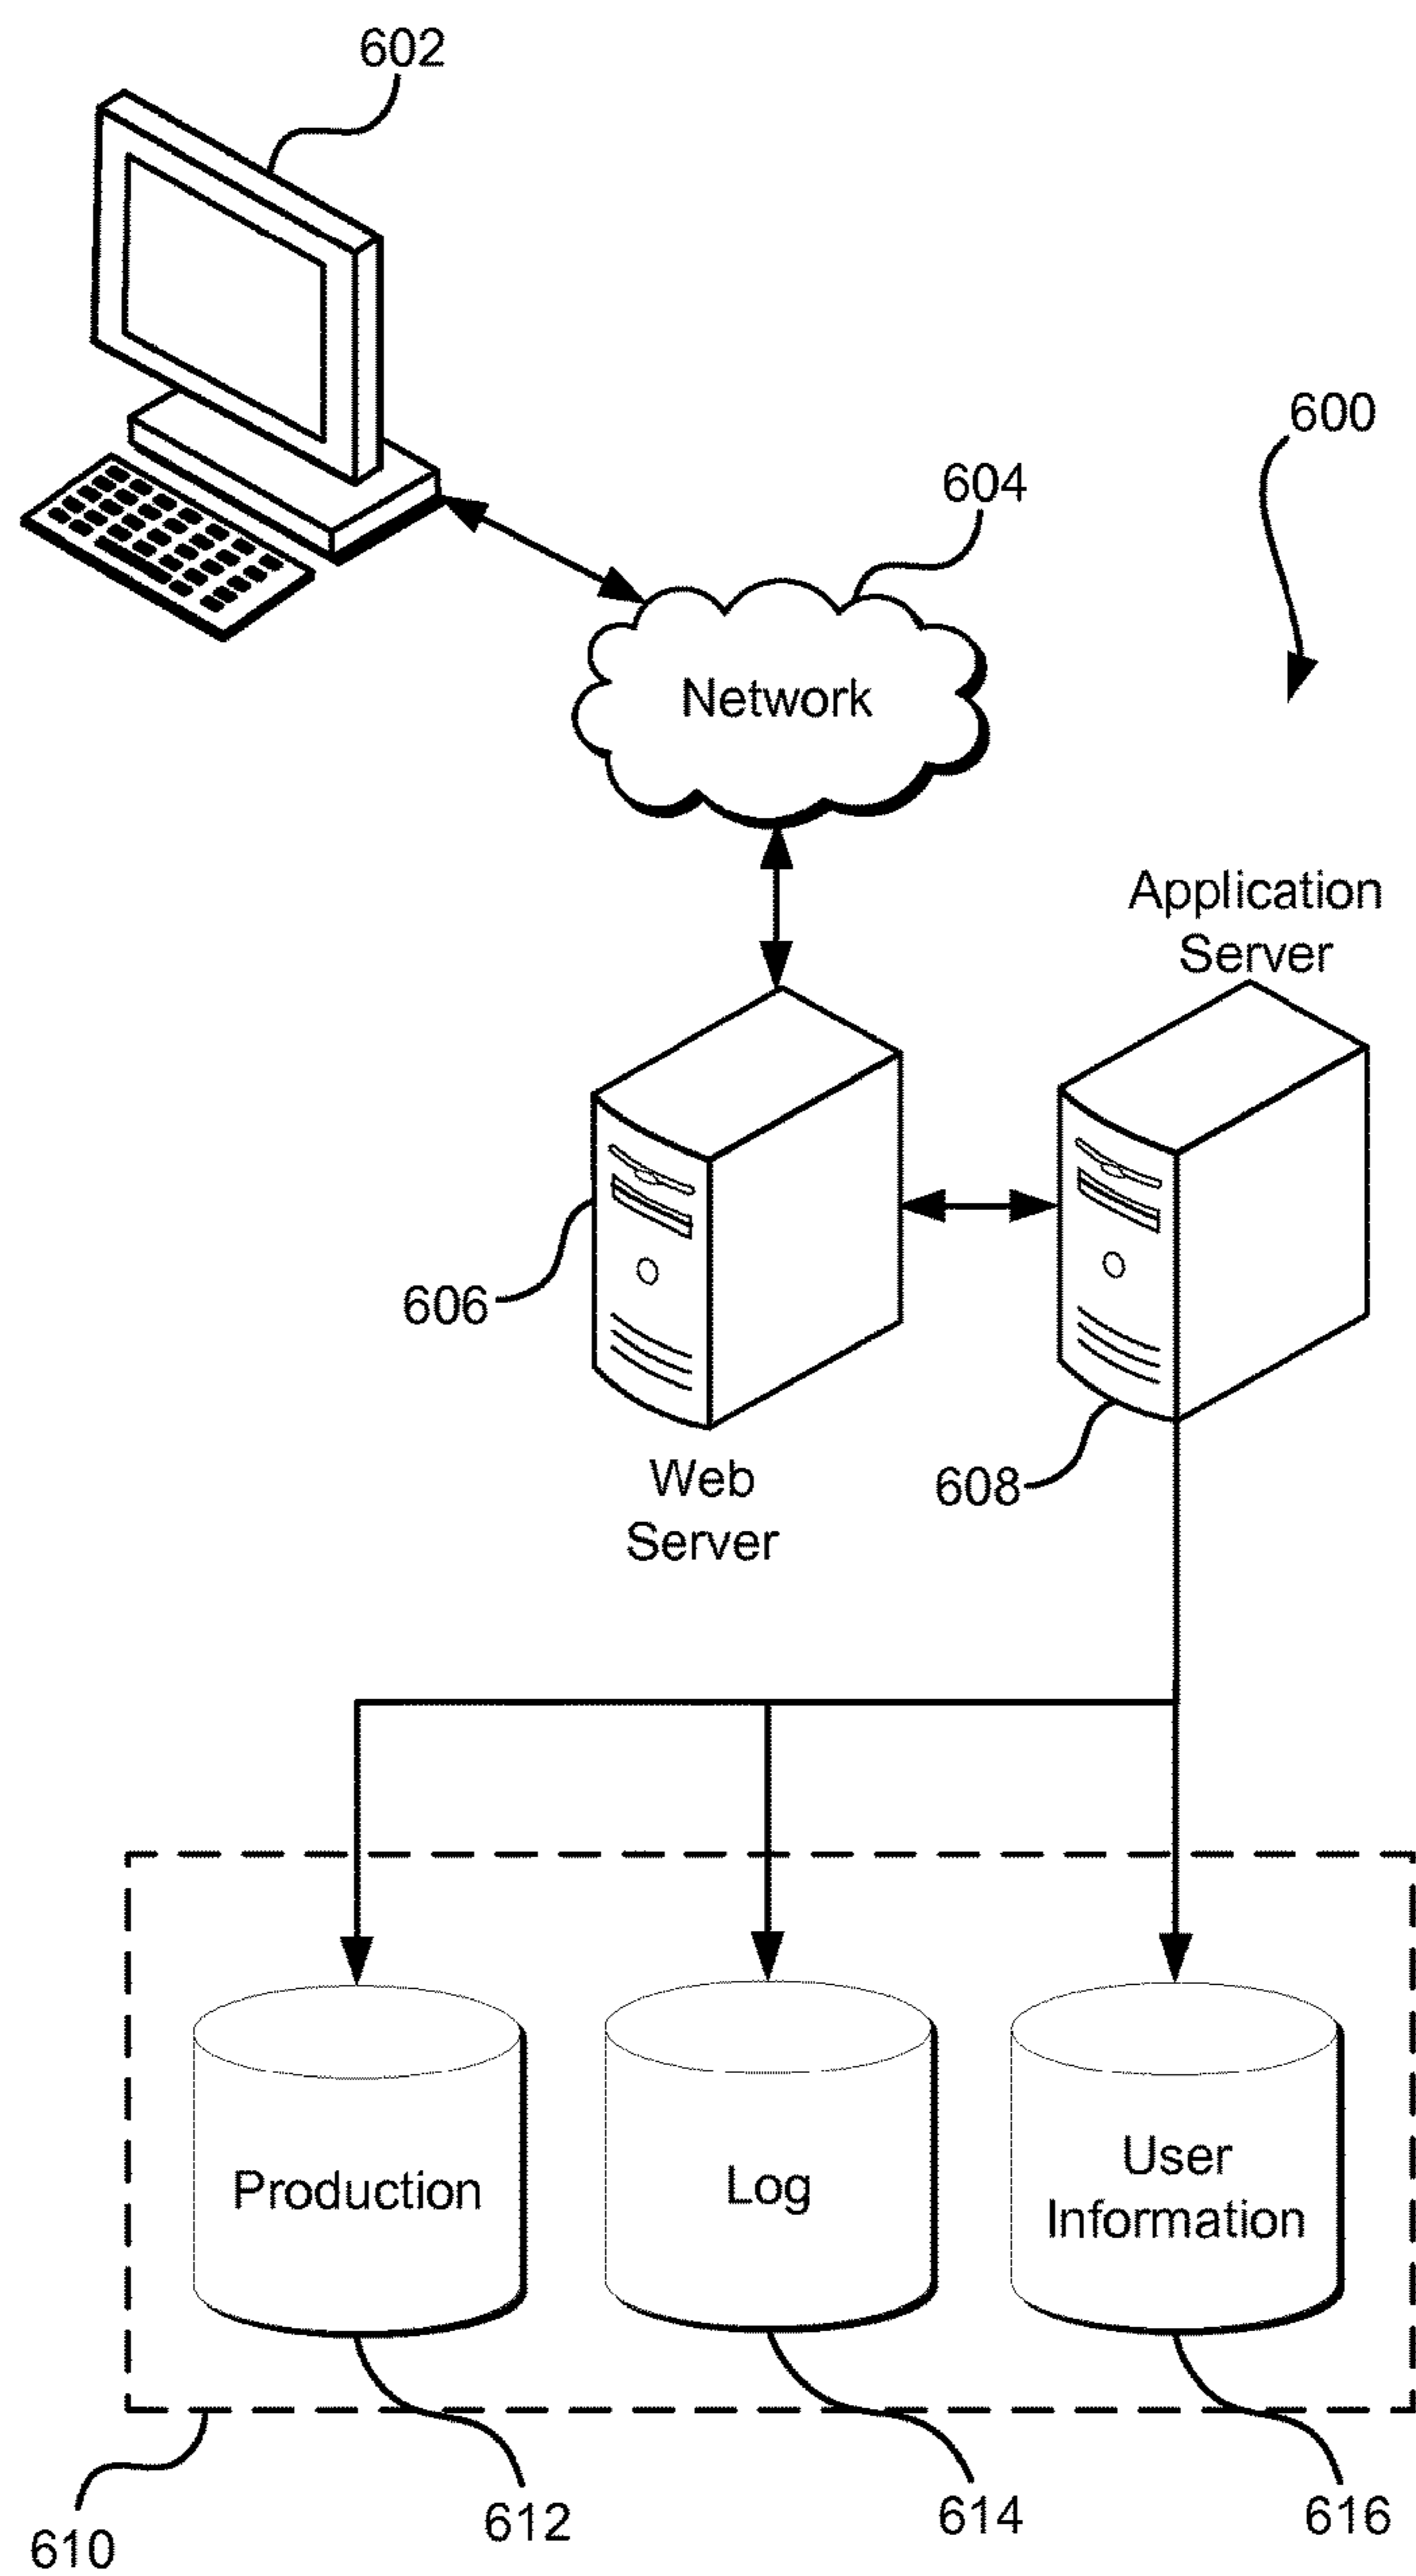 602
600
604
Network
Application
Server
606
Web
Server
608
Production
Log
User
Information
610
612
614
616